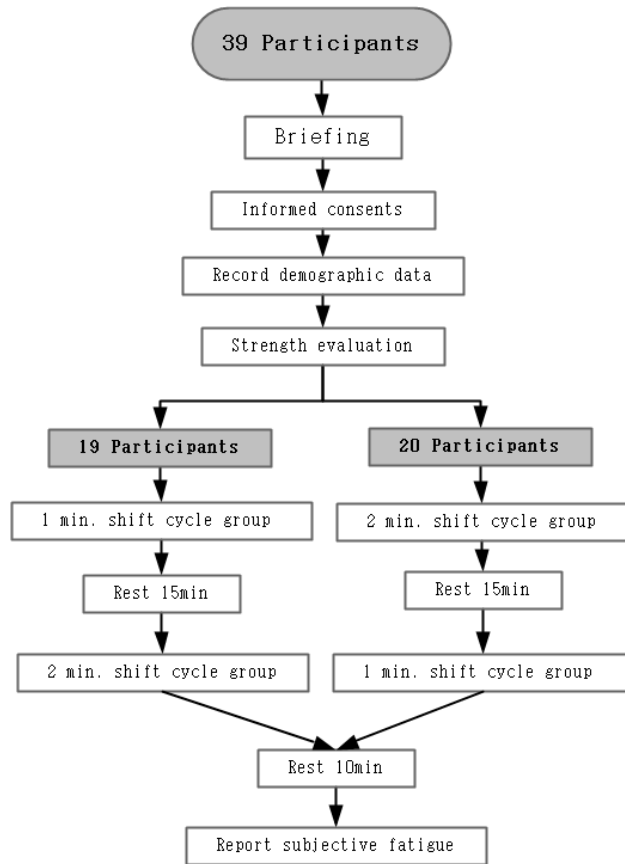 39 Participants
Briefing
Informed consents
Record demographic data
Strength evaluation
19 Participants
20 Participants
1 min. shift cycle group
2 min. shift cycle group
Rest 15min
Rest 15min
2 min. shift cycle group
1 min. shift cycle group
Rest 10min
Report subjective fatigue